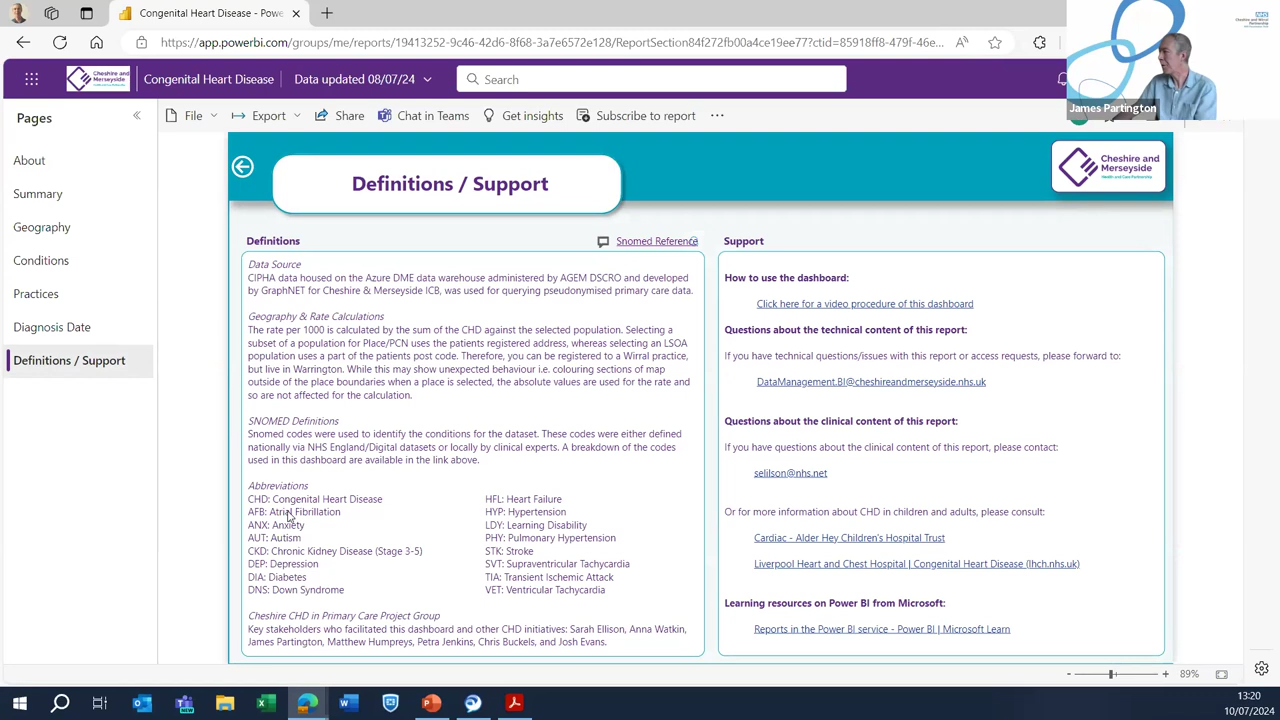 Congenital Heart Disease - Power
Cheshire and Merseyside
Congenital Heart Disease
Data updated 08/07/24
Search
James Partington
Pages
File
Export
Share
Get insights
Subscribe to report
About
Summary
Geography
Conditions
Practices
Diagnosis Date
Definitions / Support
Definitions / Support
Cheshire and
Merseyside
Health and Care Partnership
Definitions
Snomed Reference
Data Source
CIPHA data housed on the Azure DME data warehouse administered by AGEM DSCRO and developed
by GraphNET for Cheshire & Merseyside ICB, was used for querying pseudonymised primary care data.
Geography & Rate Calculations
The rate per 1000 is calculated by the sum of the CHD against the selected population. Selecting a
subset of a population for Place/PCN uses the patients registered address, whereas selecting an LSOA
population uses a part of the patients post code. Therefore, you can be registered to a Wirral practice,
but live in Warrington. While this may show unexpected behaviour i.e. colouring sections of map
outside of the place boundaries when a place is selected, the absolute values are used for the rate and
so are not affected for the calculation.
SNOMED Definitions
Snomed codes were used to identify the conditions for the dataset. These codes were either defined
nationally via NHS England/Digital datasets or locally by clinical experts. A breakdown of the codes
used in this dashboard are available in the link above.
Abbreviations
CHD: Congenital Heart Disease
AFB: Atrial Fibrillation
ANX: Anxiety
AUT: Autism
CKD: Chronic Kidney Disease (Stage 3-5)
DEP: Depression
DIA: Diabetes
DNS: Down Syndrome
HFL: Heart Failure
HYP: Hypertension
LDY: Learning Disability
PHY: Pulmonary Hypertension
STK: Stroke
SVT: Supraventricular Tachycardia
TIA: Transient Ischemic Attack
VET: Ventricular Tachycardia
Cheshire CHD in Primary Care Project Group
Key stakeholders who facilitated this dashboard and other CHD initiatives: Sarah Ellison, Anna Watkin,
James Partington, Matthew Humpreys, Petra Jenkins, Chris Buckels, and Josh Evans.
Support
How to use the dashboard:
Click here for a video procedure of this dashboard
Questions about the technical content of this report:
If you have technical questions/issues with this report or access requests, please forward to:
DataManagement.BI@cheshireandmerseyside.nhs.uk
Questions about the clinical content of this report:
If you have questions about the clinical content of this report, please contact:
selilson@nhs.net
Or for more information about CHD in children and adults, please consult:
Cardiac - Alder Hey Children's Hospital Trust
Liverpool Heart and Chest Hospital | Congenital Heart Disease (lhch.nhs.uk)
Learning resources on Power BI from Microsoft:
Reports in the Power BI service - Power BI | Microsoft Learn
89%
13:20
10/07/2024